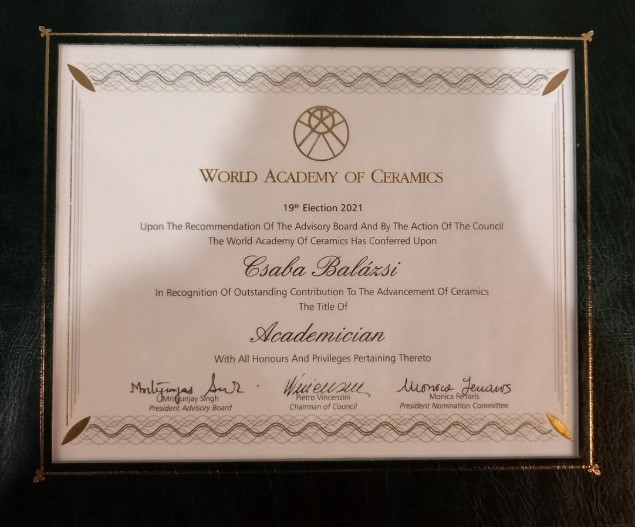 WORLD ACADEMY OF CERAMICS
19th Election 2021
Upon The Recommendation Of The Advisory Board And By The Action Of The Council
The World Academy Of Ceramics Has Conferred Upon
Csaba Balázsi
In Recognition Of Outstanding Contribution To The Advancement Of Ceramics
The Title Of
Academician
With All Honours And Privileges Pertaining Thereto
Mritunjay Singh
Pietro Vincenzini
Monica Ferraris
President Advisory Board
Chairman of Council
President Nomination Committee